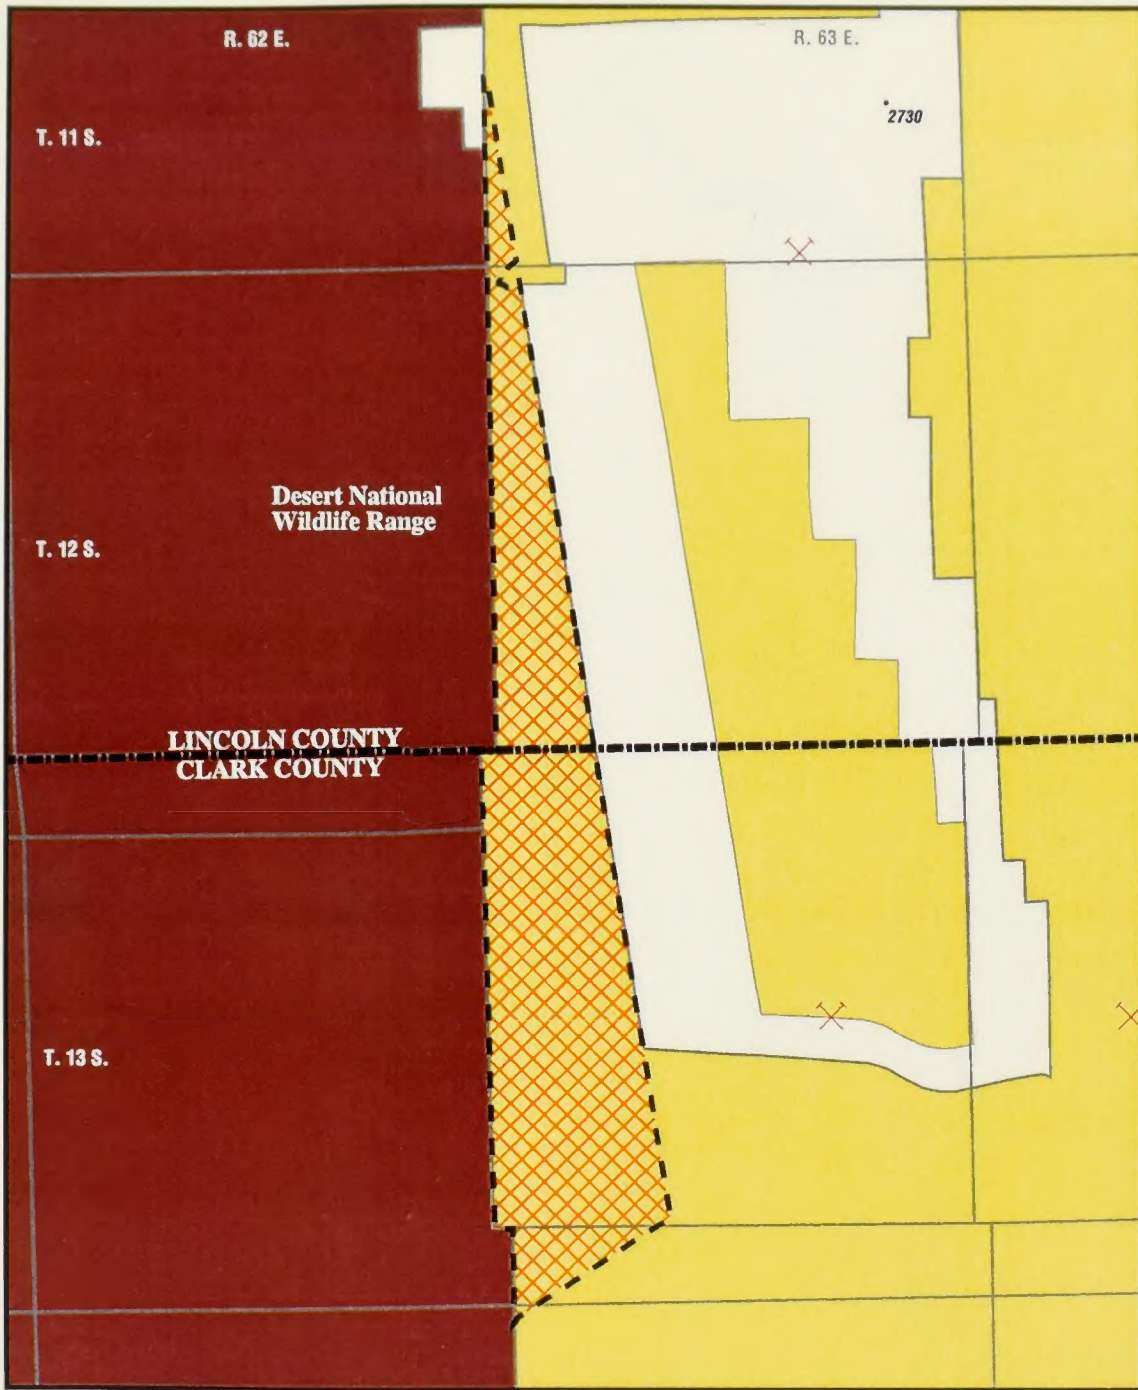 R. 62 E.
R. 63 E.
2730
T. 11 S.
Desert National
Wildlife Range
T. 12 S.
LINCOLN COUNTY
CLARK COUNTY
T. 13 S.